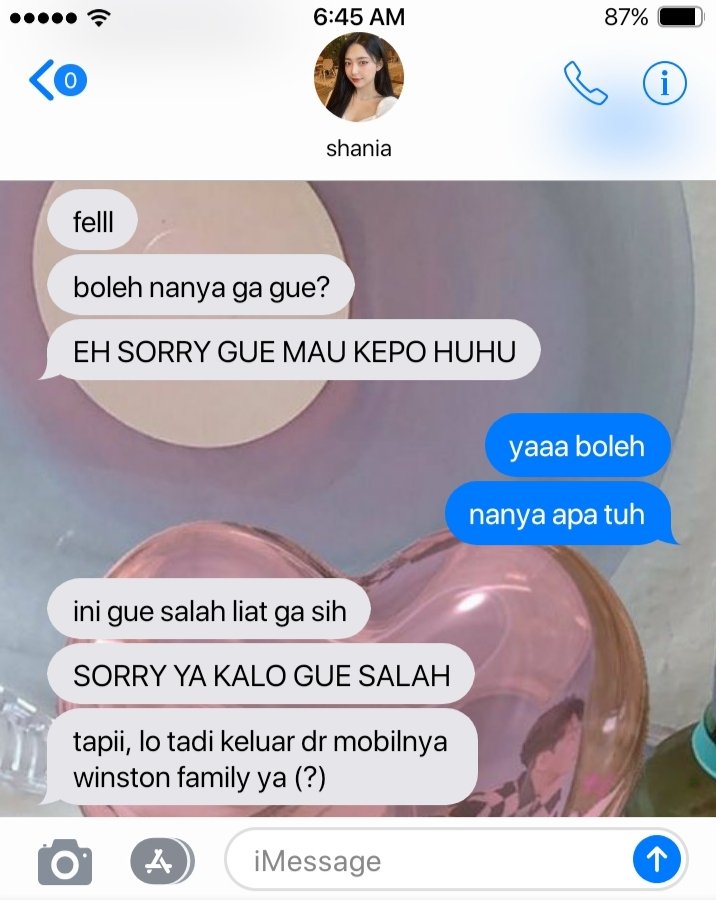 6:45 AM
87%
0
shania
felll
boleh nanya ga gue?
EH SORRY GUE MAU KEPO HUHU
yaaa boleh
nanya apa tuh
ini gue salah liat ga sih
SORRY YA KALO GUE SALAH
tapii, lo tadi keluar dr mobilnya
winston family ya (?)
iMessage